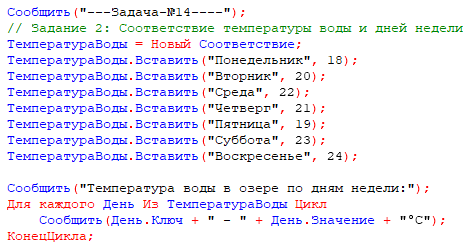 Сообщить("---Задача-№14----");
// Задание 2: Соответствие температуры воды и дней недели
ТемператураВоды = Новый Соответствие;
ТемператураВоды.Вставить("Понедельник", 18);
ТемператураВоды.Вставить("Вторник", 20);
ТемператураВоды.Вставить("Среда", 22);
ТемператураВоды.Вставить("Четверг", 21);
ТемператураВоды.Вставить("Пятница", 19);
ТемператураВоды.Вставить("Суббота", 23);
ТемператураВоды.Вставить("Воскресенье", 24);
Сообщить("Температура воды в озере по дням недели:");
Для каждого День Из ТемператураВоды Цикл
Сообщить(День.Ключ + " - " + День.Значение + "°C");
КонецЦикла;